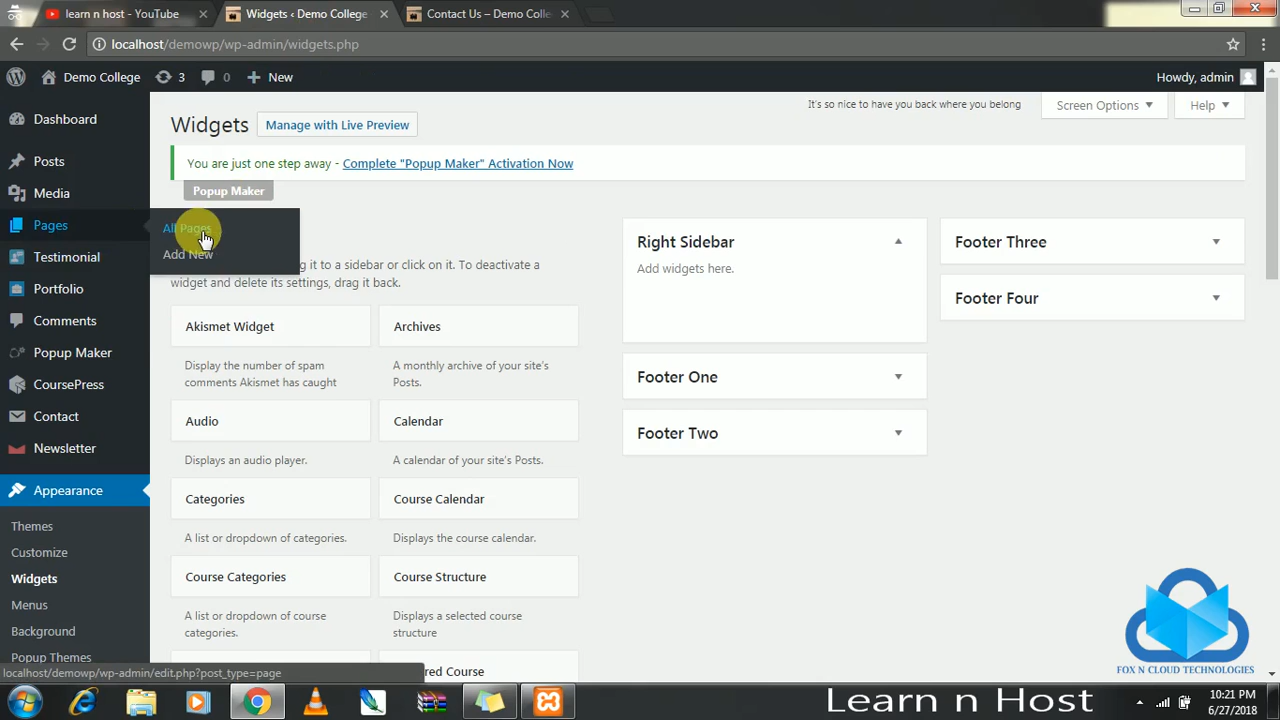 learn n host - YouTube
Widgets ‹ Demo College
Contact Us – Demo Colle
localhost/demowp/wp-admin/widgets.php
Demo College
3
0
New
Howdy, admin
Dashboard
Posts
Media
Pages
All Pages
Add New
Testimonial
Portfolio
Comments
Popup Maker
CoursePress
Contact
Newsletter
Appearance
Themes
Customize
Widgets
Menus
Background
Popup Themes
It's so nice to have you back where you belong
Screen Options
Help
Widgets
Manage with Live Preview
You are just one step away - Complete "Popup Maker" Activation Now
Popup Maker
it to a sidebar or click on it. To deactivate a
widget and delete its settings, drag it back.
Akismet Widget
Display the number of spam
comments Akismet has caught
Archives
A monthly archive of your site's
Posts.
Audio
Displays an audio player.
Calendar
A calendar of your site's Posts.
Categories
A list or dropdown of categories.
Course Calendar
Displays the course calendar.
Course Categories
A list or dropdown of course
categories.
Course Structure
Displays a selected course
structure
red Course
Right Sidebar
Add widgets here.
Footer One
Footer Two
Footer Three
Footer Four
FOX N CLOUD TECHNOLOGIES
localhost/demowp/wp-admin/edit.php?post_type=page
Learn n Host
10:21 PM
6/27/2018